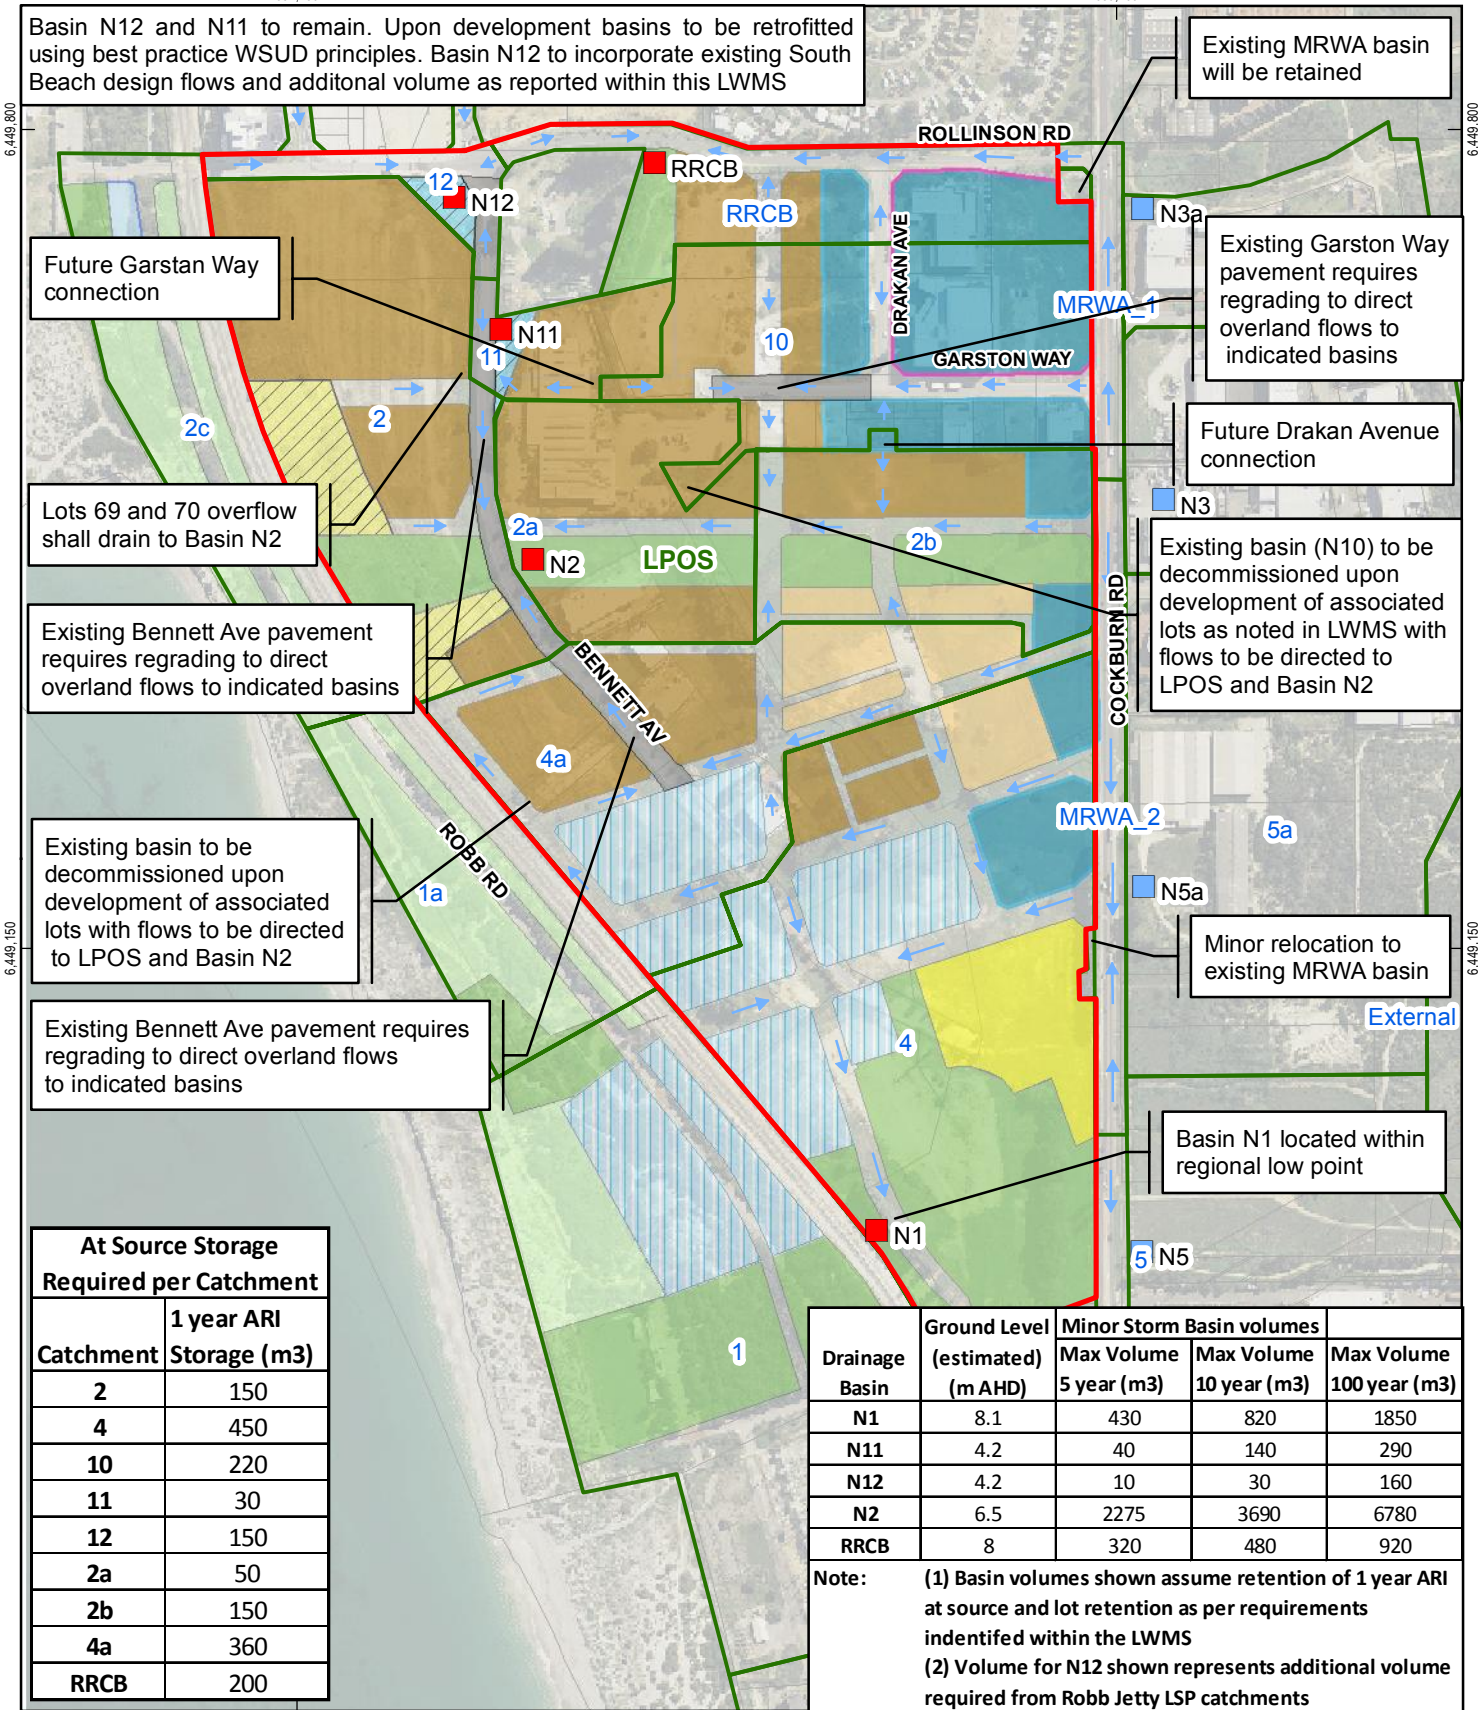 Basin N12 and N11 to remain. Upon development basins to be retrofitted
using best practice WSUD principles. Basin N12 to incorporate existing South
Beach design flows and additonal volume as reported within this LWMS
Existing MRWA basin
will be retained
6,449,800
6,449,800
ROLLINSON RD
RRCB
12
N12
RRCB
DRAKAN AVE
N3a
Existing Garston Way
pavement requires
regrading to direct
overland flows to
indicated basins
Future Garstan Way
connection
MRWA_1
N11
11
10
GARSTON WAY
2c
2
Future Drakan Avenue
connection
Lots 69 and 70 overflow
shall drain to Basin N2
N3
2a
2b
N2
LPOS
Existing basin (N10) to be
decommissioned upon
development of associated
lots as noted in LWMS with
flows to be directed to
LPOS and Basin N2
COCKBURN RD
Existing Bennett Ave pavement
requires regrading to direct
overland flows to indicated basins
BENNETT AV
4a
MRWA_2
5a
Existing basin to be
decommissioned upon
development of associated
lots with flows to be directed
to LPOS and Basin N2
ROBB RD
1a
N5a
6,449,150
6,449,150
Minor relocation to
existing MRWA basin
External
Existing Bennett Ave pavement requires
regrading to direct overland flows
to indicated basins
4
Basin N1 located within
regional low point
N1
5
N5
1
At Source Storage
Required per Catchment
Catchment 1 year ARI Storage (m3)
2 150
4 450
10 220
11 30
12 150
2a 50
2b 150
4a 360
RRCB 200
Drainage Basin Ground Level (estimated) (m AHD) Minor Storm Basin volumes
Max Volume 5 year (m3) Max Volume 10 year (m3) Max Volume 100 year (m3)
N1 8.1 430 820 1850
N11 4.2 40 140 290
N12 4.2 10 30 160
N2 6.5 2275 3690 6780
RRCB 8 320 480 920
Note: (1) Basin volumes shown assume retention of 1 year ARI
at source and lot retention as per requirements
indentifed within the LWMS
(2) Volume for N12 shown represents additional volume
required from Robb Jetty LSP catchments